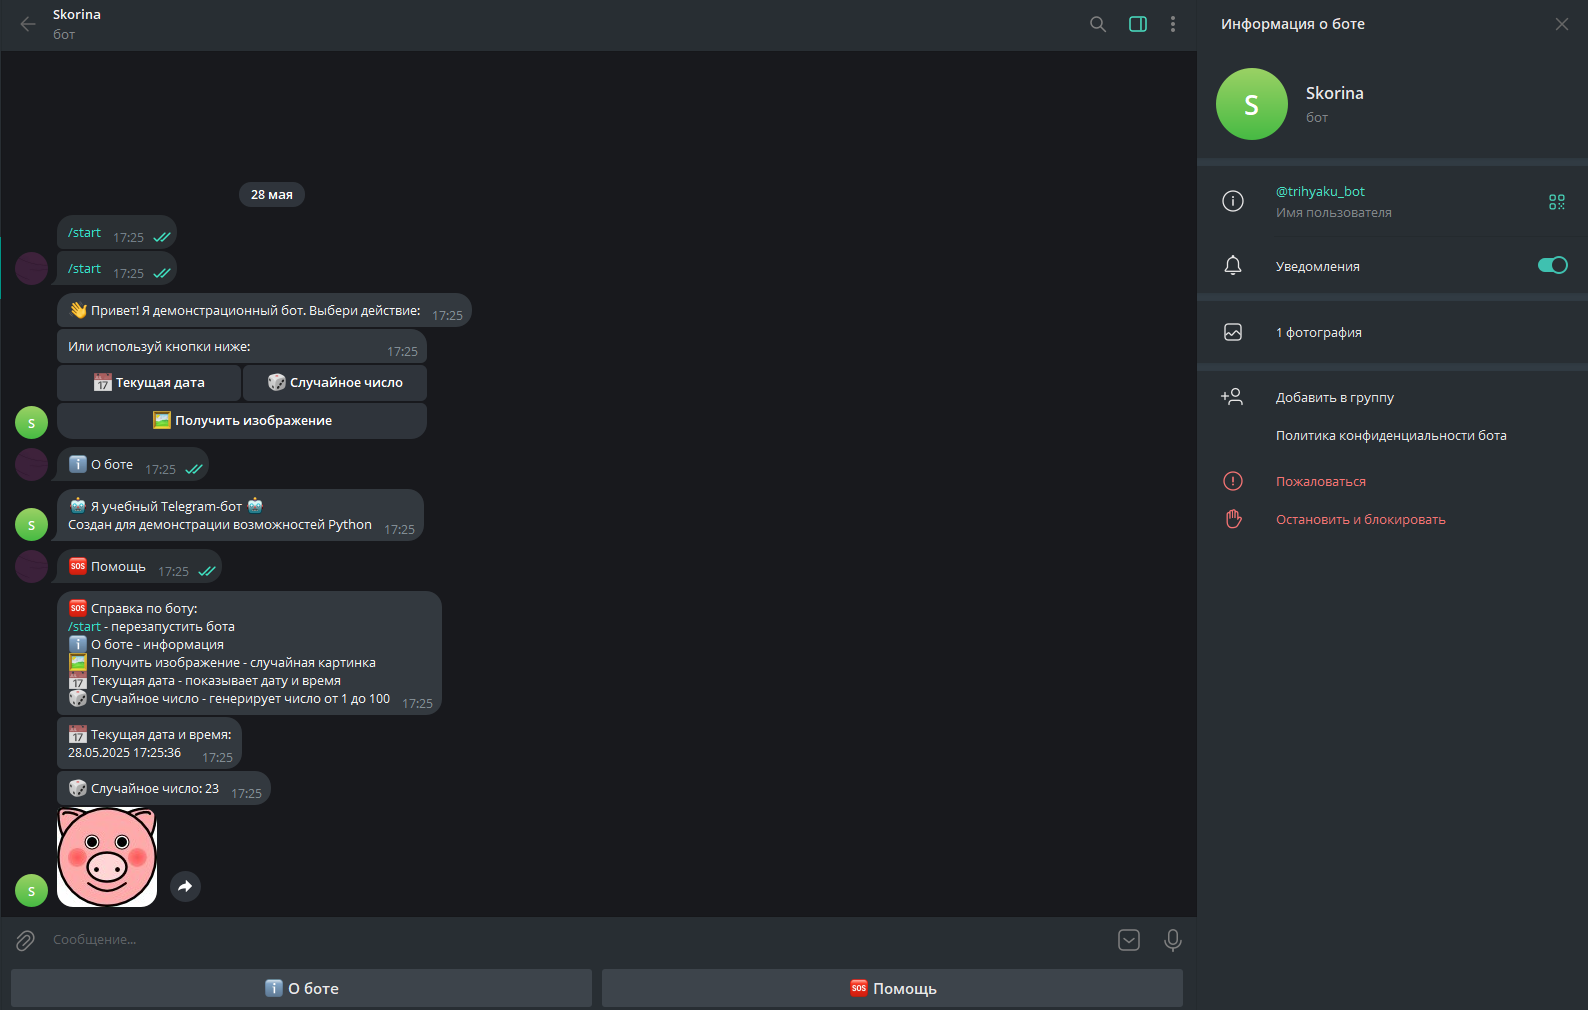 Skorina
бот
28 мая
/start 17:25
/start 17:25
👋 Привет! Я демонстрационный бот. Выбери действие: 17:25
Или используй кнопки ниже: 17:25
📅 Текущая дата
🎲 Случайное число
🖼 Получить изображение
S
ℹ️ О боте 17:25
🤖 Я учебный Telegram-бот 🤖
Создан для демонстрации возможностей Python 17:25
S
🆘 Помощь 17:25
🆘 Справка по боту:
/start - перезапустить бота
ℹ️ О боте - информация
🖼 Получить изображение - случайная картинка
📅 Текущая дата - показывает дату и время
🎲 Случайное число - генерирует число от 1 до 100 17:25
📅 Текущая дата и время:
28.05.2025 17:25:36 17:25
🎲 Случайное число: 23 17:25
S
Сообщение...
ℹ️ О боте
🆘 Помощь
Информация о боте
S
Skorina
бот
@trihyaku_bot
Имя пользователя
Уведомления
1 фотография
Добавить в группу
Политика конфиденциальности бота
Пожаловаться
Остановить и блокировать